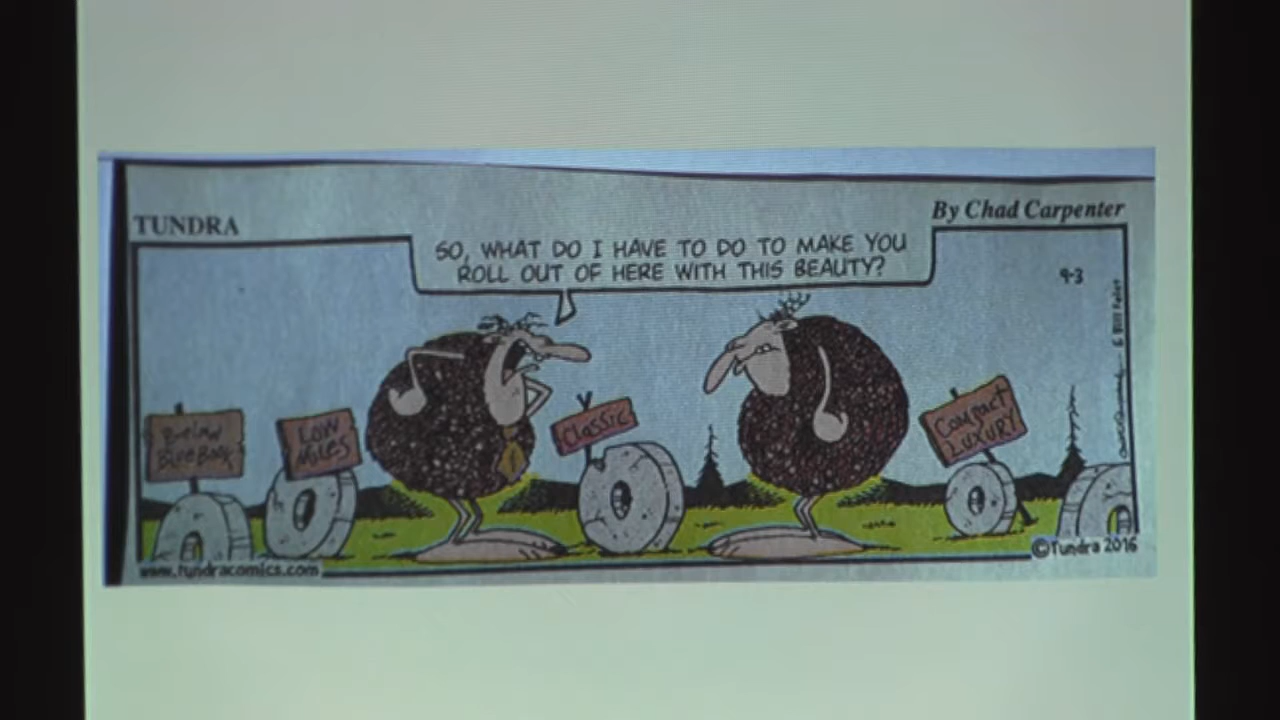 TUNDRA
By Chad Carpenter
SO, WHAT DO I HAVE TO DO TO MAKE YOU
ROLL OUT OF HERE WITH THIS BEAUTY?
9-3
Below
Blue Book
LOW
MILES
CLASSIC
COMPACT
LUXURY
www.tundracomics.com
©Tundra 2016